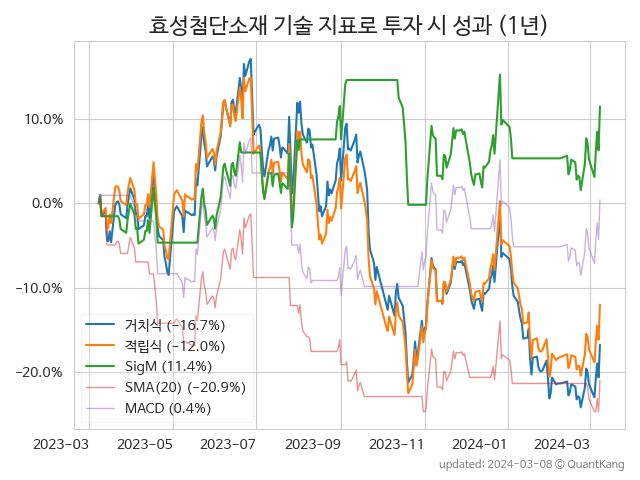 효성첨단소재 기술 지표로 투자 시 성과 (1년)
10.0%
0.0%
−10.0%
−20.0%
거치식 (−16.7%)
적립식 (−12.0%)
SigM (11.4%)
SMA(20) (−20.9%)
MACD (0.4%)
2023−03 2023−05 2023−07 2023−09 2023−11 2024−01 2024−03
updated: 2024−03−08 © QuantKang